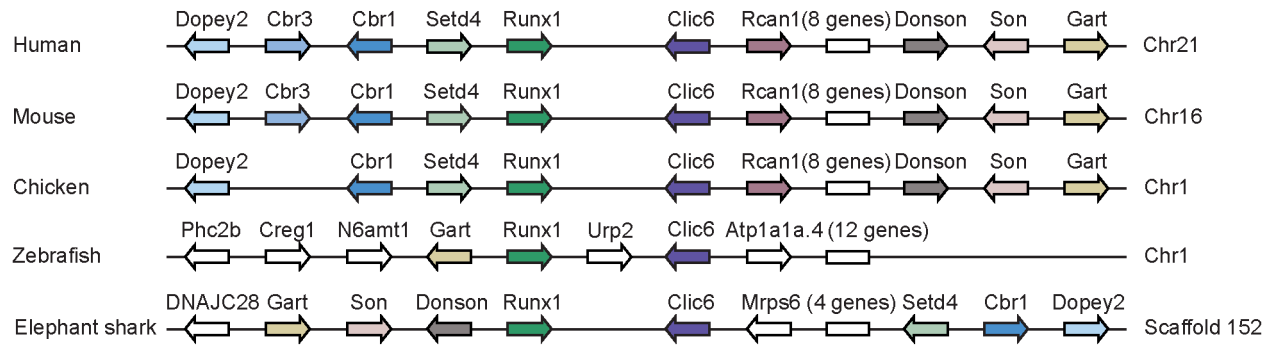 Dopey2 Cbr3 Cbr1 Setd4 Runx1 Clic6 Rcan1(8 genes) Donson Son Gart
Human Chr21
Dopey2 Cbr3 Cbr1 Setd4 Runx1 Clic6 Rcan1(8 genes) Donson Son Gart
Mouse Chr16
Dopey2 Cbr1 Setd4 Runx1 Clic6 Rcan1(8 genes) Donson Son Gart
Chicken Chr1
Phc2b Creg1 N6amt1 Gart Runx1 Urp2 Clic6 Atp1a1a.4 (12 genes)
Zebrafish Chr1
DNAJC28 Gart Son Donson Runx1 Clic6 Mrps6 (4 genes) Setd4 Cbr1 Dopey2
Elephant shark Scaffold 152